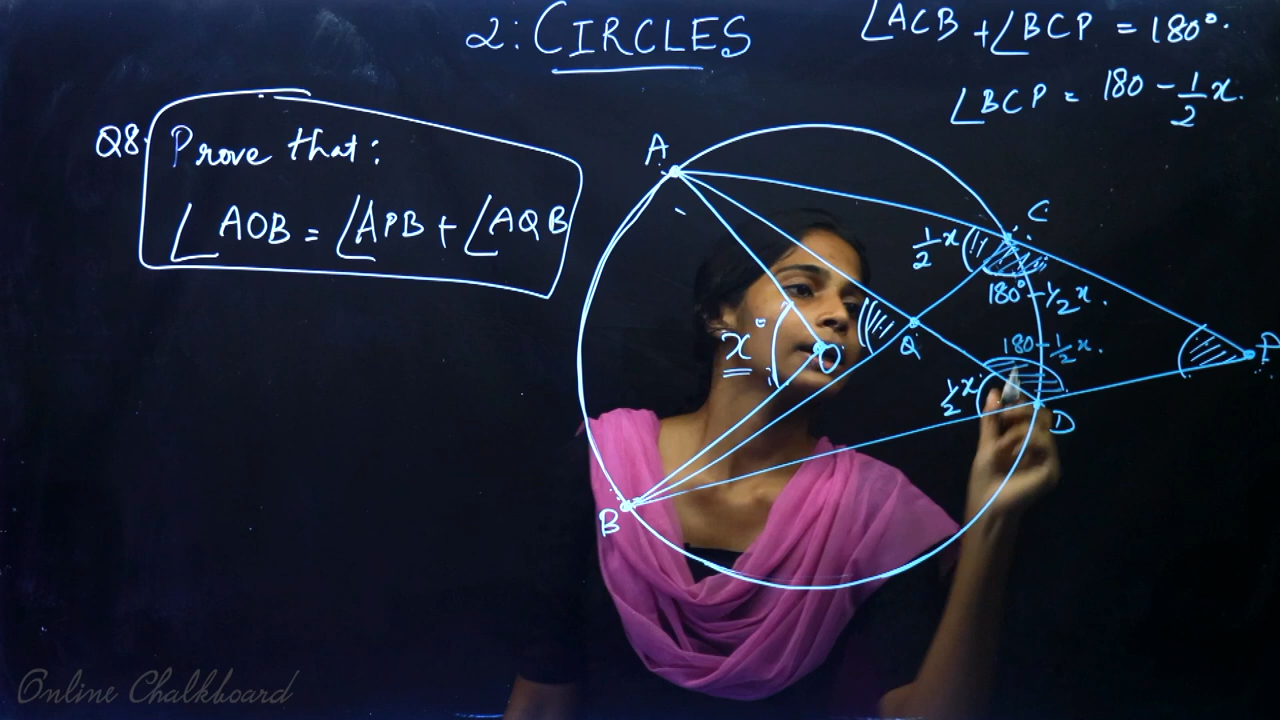 2: CIRCLES
∠ACB + ∠BCP = 180°.
∠BCP = 180 - 1/2 x.
Q8.
Prove that:
∠AOB = ∠APB + ∠AQB
A
C
1/2 x
180° - 1/2 x.
x°
O
Q
180 - 1/2 x.
P
1/2 x
D
B
Online Chalkboard